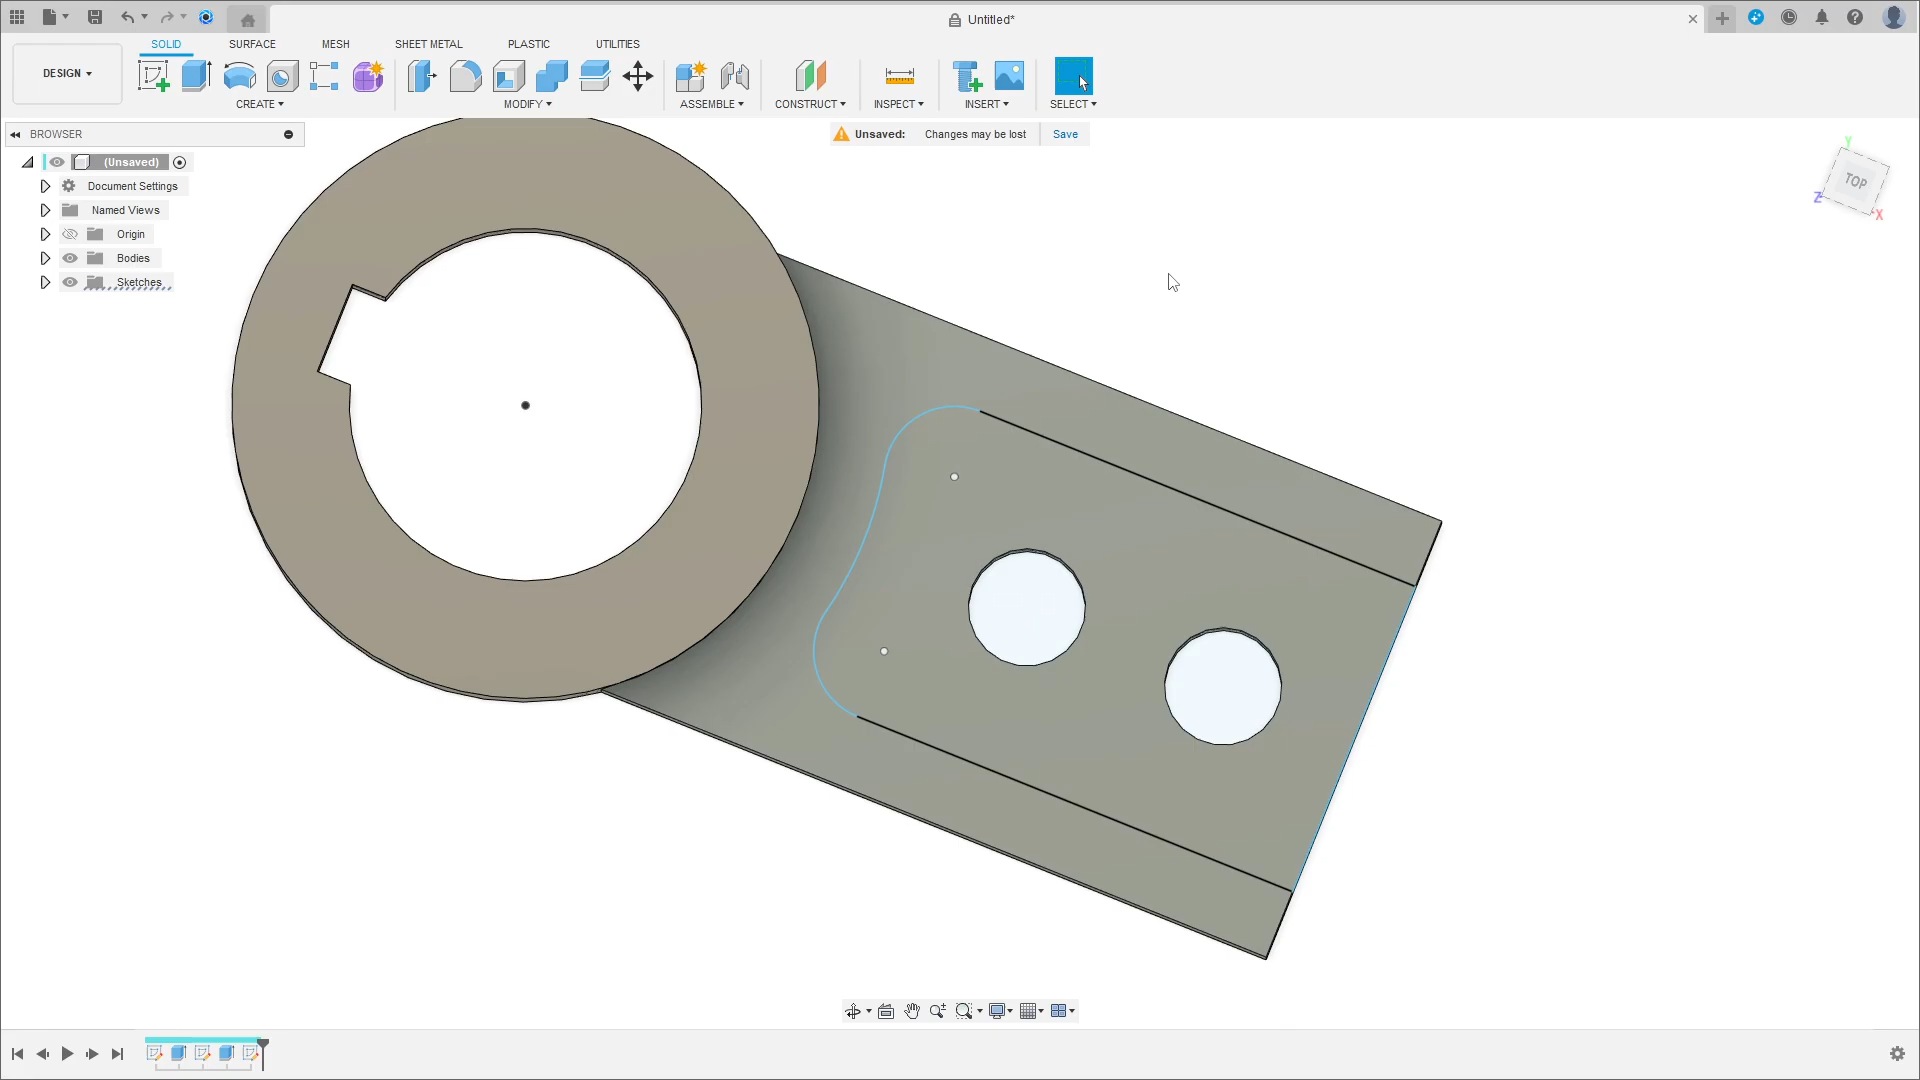 Untitled*
DESIGN
SOLID SURFACE MESH SHEET METAL PLASTIC UTILITIES
CREATE MODIFY ASSEMBLE CONSTRUCT INSPECT INSERT SELECT
BROWSER
Unsaved: Changes may be lost Save
(Unsaved)
Document Settings
Named Views
Origin
Bodies
Sketches
Y
TOP
Z
X